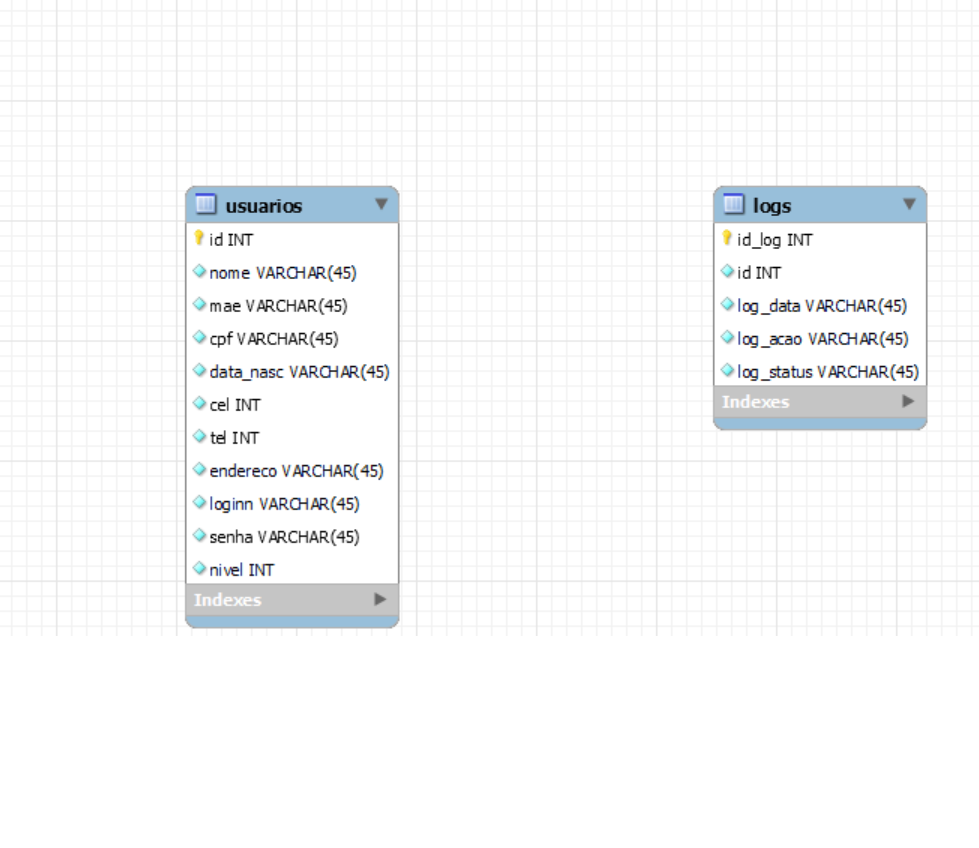 usuarios
id INT
nome VARCHAR(45)
mae VARCHAR(45)
cpf VARCHAR(45)
data_nasc VARCHAR(45)
cel INT
tel INT
endereco VARCHAR(45)
loginn VARCHAR(45)
senha VARCHAR(45)
nivel INT
Indexes
logs
id_log INT
id INT
log_data VARCHAR(45)
log_acao VARCHAR(45)
log_status VARCHAR(45)
Indexes